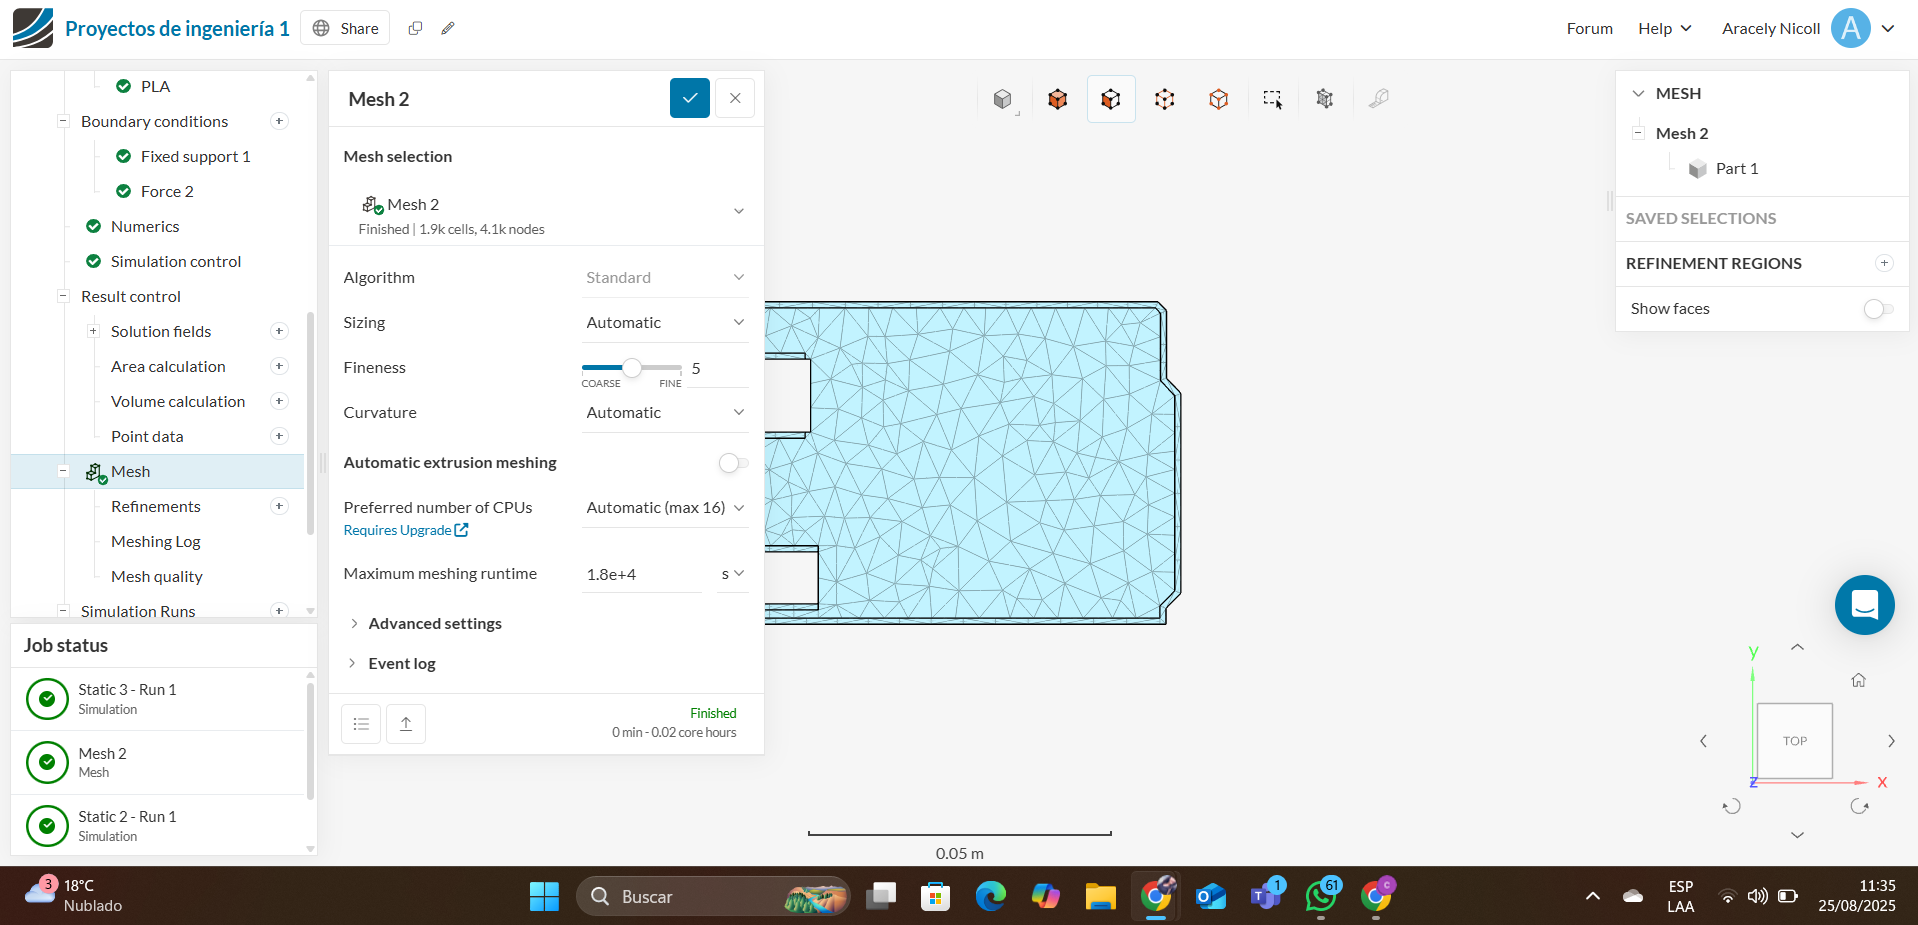 Proyectos de ingeniería 1
Share
Forum
Help
Aracely Nicoll
A
PLA
Boundary conditions
Fixed support 1
Force 2
Numerics
Simulation control
Result control
Solution fields
Area calculation
Volume calculation
Point data
Mesh
Refinements
Meshing Log
Mesh quality
Simulation Runs
Job status
Static 3 - Run 1
Simulation
Mesh 2
Mesh
Static 2 - Run 1
Simulation
Mesh 2
Mesh selection
Mesh 2
Finished | 1.9k cells, 4.1k nodes
Algorithm
Standard
Sizing
Automatic
Fineness
5
COARSE
FINE
Curvature
Automatic
Automatic extrusion meshing
Preferred number of CPUs
Automatic (max 16)
Requires Upgrade
Maximum meshing runtime
1.8e+4
s
Advanced settings
Event log
Finished
0 min - 0.02 core hours
MESH
Mesh 2
Part 1
SAVED SELECTIONS
REFINEMENT REGIONS
Show faces
y
TOP
z
X
0.05 m
3
18°C
Nublado
Buscar
1
61
C
ESP
LAA
11:35
25/08/2025